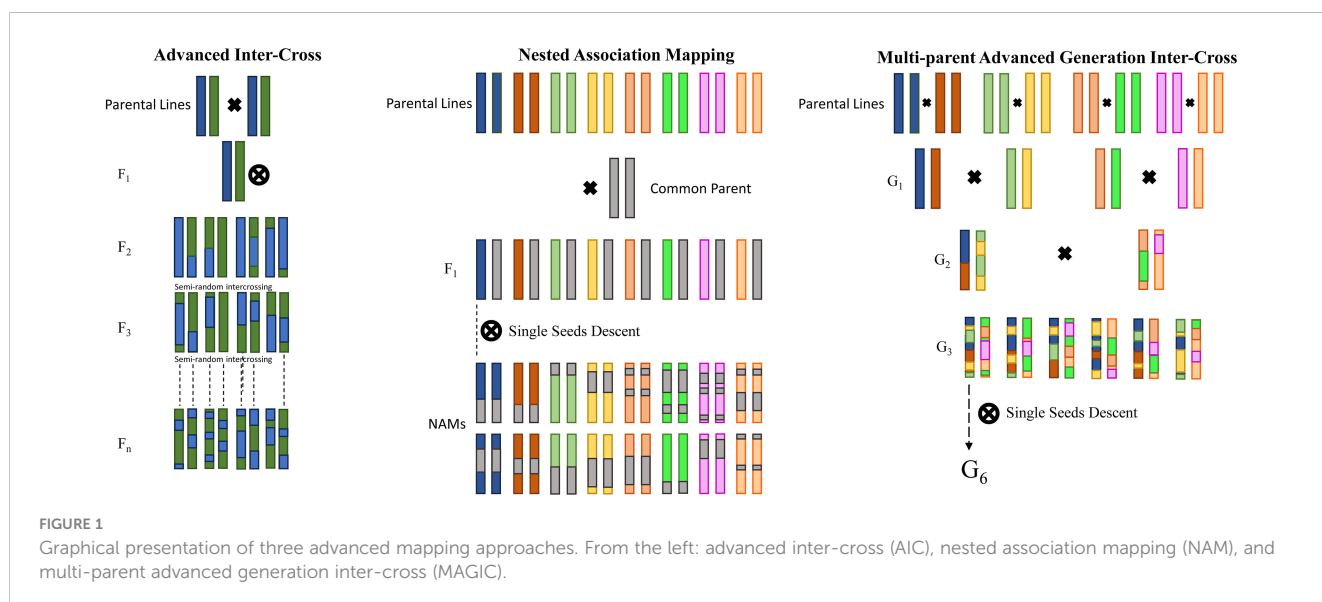 Advanced Inter-Cross
Parental Lines
F1
F2
Semi-random intercrossing
F3
Semi-random intercrossing
Fn
Nested Association Mapping
Parental Lines
Common Parent
F1
Single Seeds Descent
NAMs
Multi-parent Advanced Generation Inter-Cross
Parental Lines
G1
G2
G3
Single Seeds Descent
G6
FIGURE 1
Graphical presentation of three advanced mapping approaches. From the left: advanced inter-cross (AIC), nested association mapping (NAM), and
multi-parent advanced generation inter-cross (MAGIC).